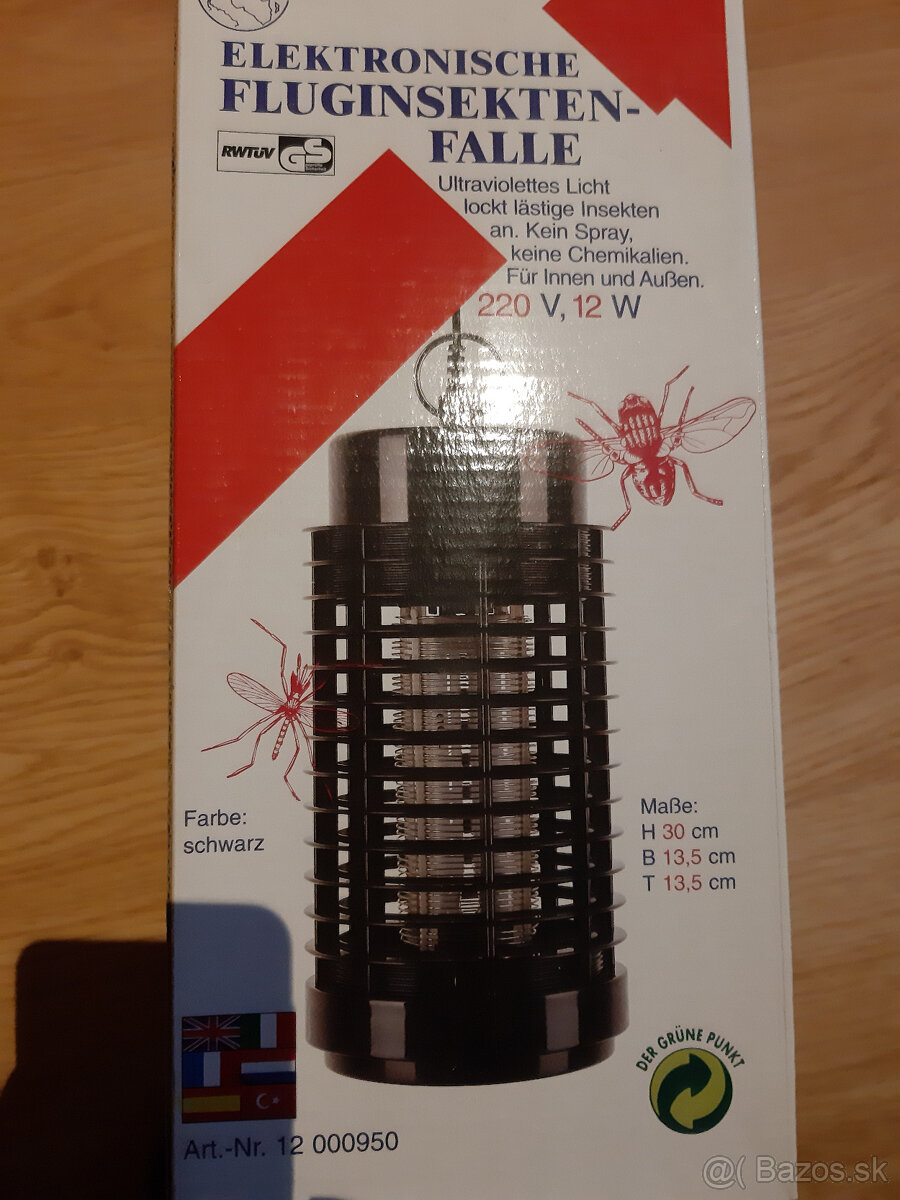 ELEKTRONISCHE
FLUGINSEKTEN-
FALLE
RWTÜV GS
Ultraviolettes Licht
lockt lästige Insekten
an. Kein Spray,
keine Chemikalien.
Für Innen und Außen.
220 V, 12 W
Farbe:
schwarz
Maße:
H 30 cm
B 13,5 cm
T 13,5 cm
DER GRÜNE PUNKT
Art.-Nr. 12 000950
@( Bazos.sk